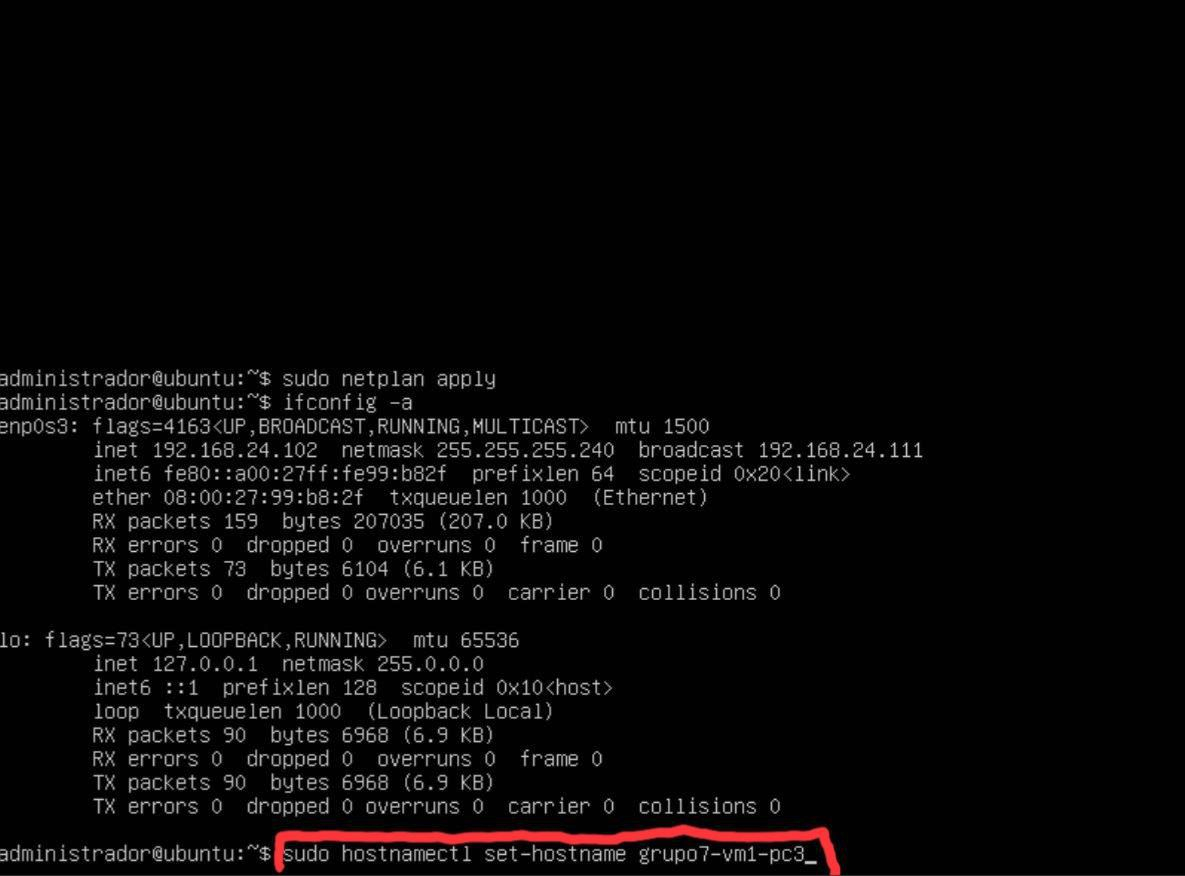 administrador@ubuntu:~$ sudo netplan apply
administrador@ubuntu:~$ ifconfig -a
enp0s3: flags=4163<UP,BROADCAST,RUNNING,MULTICAST>  mtu 1500
        inet 192.168.24.102  netmask 255.255.255.240  broadcast 192.168.24.111
        inet6 fe80::a00:27ff:fe99:b82f  prefixlen 64  scopeid 0x20<link>
        ether 08:00:27:99:b8:2f  txqueuelen 1000  (Ethernet)
        RX packets 159  bytes 207035 (207.0 KB)
        RX errors 0  dropped 0  overruns 0  frame 0
        TX packets 73  bytes 6104 (6.1 KB)
        TX errors 0  dropped 0 overruns 0  carrier 0  collisions 0
lo: flags=73<UP,LOOPBACK,RUNNING>  mtu 65536
        inet 127.0.0.1  netmask 255.0.0.0
        inet6 ::1  prefixlen 128  scopeid 0x10<host>
        loop  txqueuelen 1000  (Loopback Local)
        RX packets 90  bytes 6968 (6.9 KB)
        RX errors 0  dropped 0  overruns 0  frame 0
        TX packets 90  bytes 6968 (6.9 KB)
        TX errors 0  dropped 0 overruns 0  carrier 0  collisions 0
administrador@ubuntu:~$ sudo hostnamectl set-hostname grupo7-vm1-pc3_